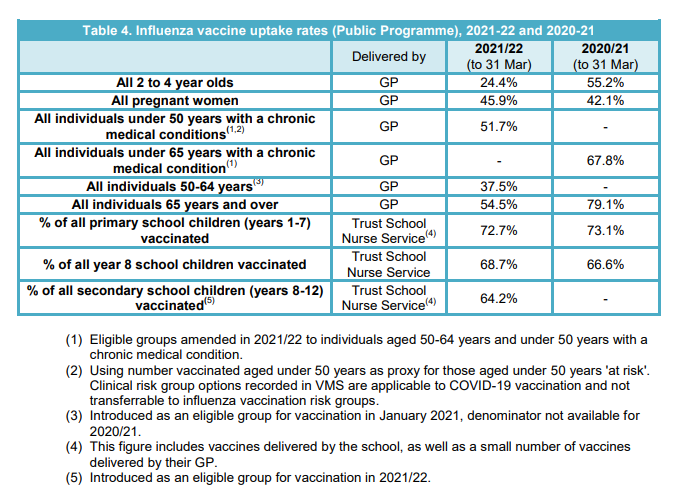 Table 4. Influenza vaccine uptake rates (Public Programme), 2021-22 and 2020-21
Delivered by 2021/22 (to 31 Mar) 2020/21 (to 31 Mar)
All 2 to 4 year olds GP 24.4% 55.2%
All pregnant women GP 45.9% 42.1%
All individuals under 50 years with a chronic
medical conditions(1,2) GP 51.7% -
All individuals under 65 years with a chronic
medical condition(1) GP - 67.8%
All individuals 50-64 years(3) GP 37.5% -
All individuals 65 years and over GP 54.5% 79.1%
% of all primary school children (years 1-7)
vaccinated Trust School
Nurse Service(4) 72.7% 73.1%
% of all year 8 school children vaccinated Trust School
Nurse Service 68.7% 66.6%
% of all secondary school children (years 8-12)
vaccinated(5) Trust School
Nurse Service(4) 64.2% -
(1) Eligible groups amended in 2021/22 to individuals aged 50-64 years and under 50 years with a
chronic medical condition.
(2) Using number vaccinated aged under 50 years as proxy for those aged under 50 years 'at risk'.
Clinical risk group options recorded in VMS are applicable to COVID-19 vaccination and not
transferrable to influenza vaccination risk groups.
(3) Introduced as an eligible group for vaccination in January 2021, denominator not available for
2020/21.
(4) This figure includes vaccines delivered by the school, as well as a small number of vaccines
delivered by their GP.
(5) Introduced as an eligible group for vaccination in 2021/22.